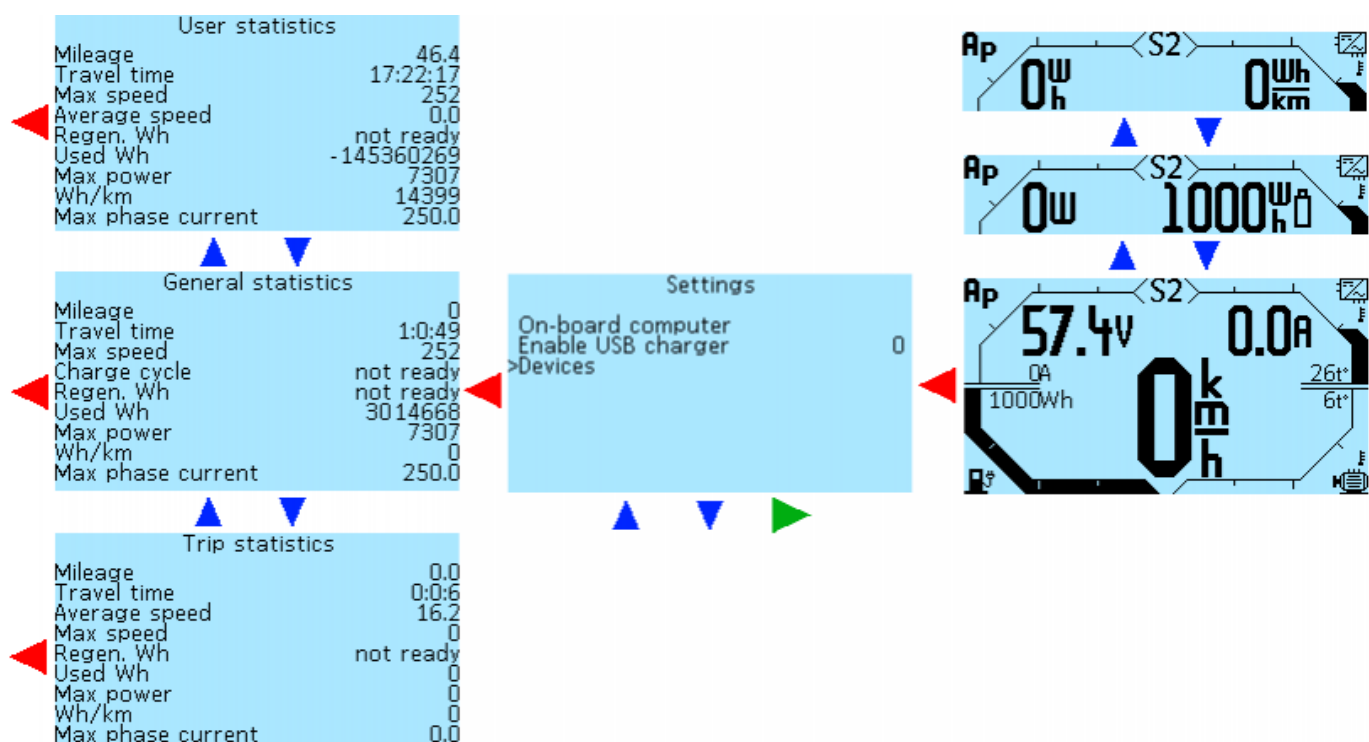 User statistics
Mileage 46.4
Travel time 17:22:17
Max speed 252
Average speed 0.0
Regen. Wh not ready
Used Wh -145360269
Max power 7307
Wh/km 14399
Max phase current 250.0
General statistics
Mileage 0
Travel time 1:0:49
Max speed 252
Charge cycle not ready
Regen. Wh not ready
Used Wh 3014668
Max power 7307
Wh/km 0
Max phase current 250.0
Trip statistics
Mileage 0.0
Travel time 0:0:6
Average speed 16.2
Max speed 0
Regen. Wh not ready
Used Wh 0
Max power 0
Wh/km 0
Max phase current 0.0
Settings
On-board computer
Enable USB charger 0
>Devices
Ap S2
0Wh 0Wh/km
Ap S2
0W 1000Wh
Ap S2
57.4V 0.0A
0A 26t°
1000Wh 6t°
0km/h